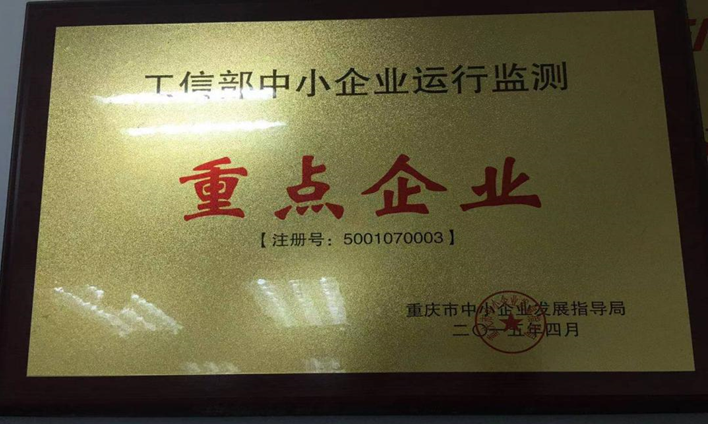 工信部中小企业运行监测
重点企业
【注册号：5001070003】
重庆市中小企业发展指导局
二〇一五年四月